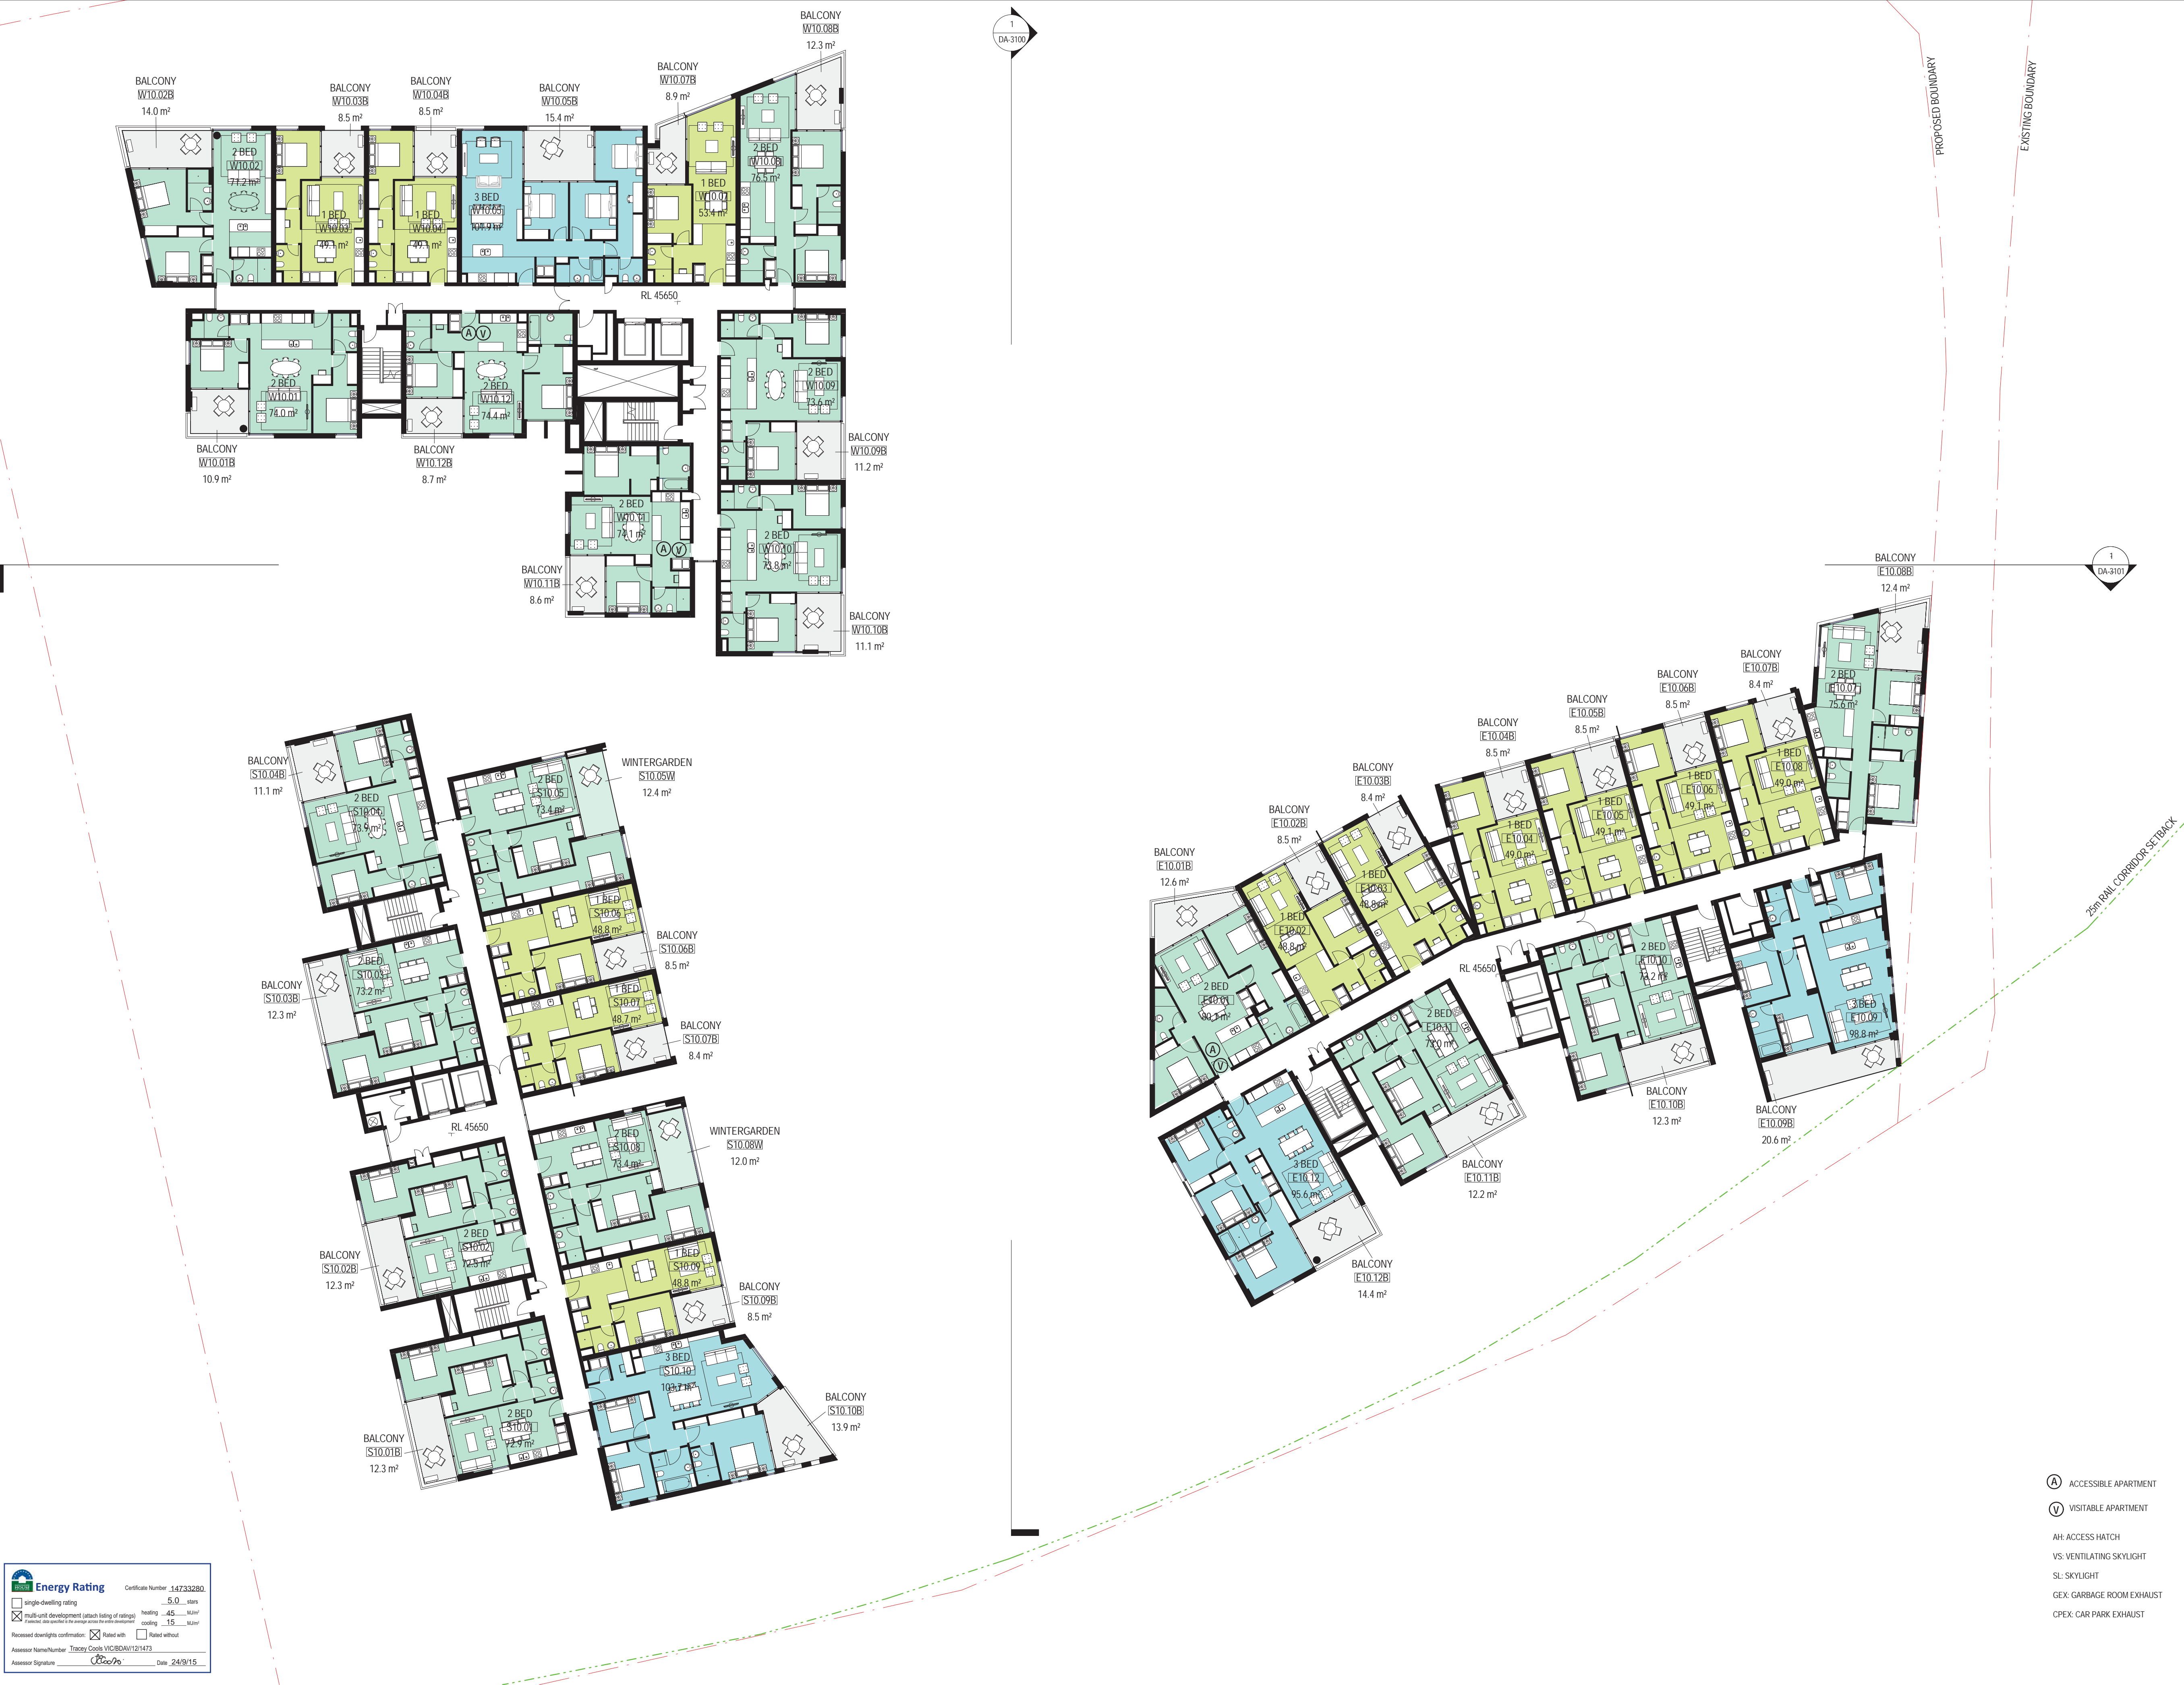 BALCONY
W10.08B
12.3 m²
1
DA-3100
BALCONY
W10.02B
14.0 m²
BALCONY
W10.03B
8.5 m²
BALCONY
W10.04B
8.5 m²
BALCONY
W10.05B
15.4 m²
BALCONY
W10.07B
8.9 m²
PROPOSED BOUNDARY
EXISTING BOUNDARY
2 BED
W10.02
77.2 m²
1 BED
W10.03
49.1 m²
1 BED
W10.04
49.1 m²
3 BED
W10.05
1 BED
W10.07
53.4 m²
2 BED
W10.08
76.5 m²
RL 45650
2 BED
W10.01
74.0 m²
2 BED
W10.12
74.4 m²
A V
2 BED
W10.09
73.6 m²
BALCONY
W10.01B
10.9 m²
BALCONY
W10.12B
8.7 m²
BALCONY
W10.09B
11.2 m²
2 BED
W10.11
74.1 m²
A V
2 BED
W10.10
73.8 m²
BALCONY
W10.11B
8.6 m²
BALCONY
W10.10B
11.1 m²
1
DA-3101
BALCONY
E10.08B
12.4 m²
BALCONY
E10.07B
8.4 m²
BALCONY
E10.06B
8.5 m²
BALCONY
E10.05B
8.5 m²
BALCONY
E10.04B
8.5 m²
BALCONY
E10.03B
8.4 m²
BALCONY
E10.02B
8.5 m²
BALCONY
E10.01B
12.6 m²
2 BED
E10.07
75.6 m²
1 BED
E10.08
49.0 m²
1 BED
E10.06
49.1 m²
1 BED
E10.05
49.1 m²
1 BED
E10.04
49.0 m²
1 BED
E10.03
48.8 m²
1 BED
E10.02
48.8 m²
2 BED
E10.01
A
V
RL 45650
2 BED
E10.11
73.0 m²
2 BED
E10.10
73.2 m²
3 BED
E10.09
98.8 m²
3 BED
E10.12
95.6 m²
BALCONY
E10.10B
12.3 m²
BALCONY
E10.09B
20.6 m²
BALCONY
E10.11B
12.2 m²
BALCONY
E10.12B
14.4 m²
25m RAIL CORRIDOR SETBACK
BALCONY
S10.04B
11.1 m²
2 BED
S10.04
73.9 m²
2 BED
S10.05
73.4 m²
WINTERGARDEN
S10.05W
12.4 m²
1 BED
S10.06
48.8 m²
BALCONY
S10.06B
8.5 m²
2 BED
S10.03
73.2 m²
BALCONY
S10.03B
12.3 m²
1 BED
S10.07
48.7 m²
BALCONY
S10.07B
8.4 m²
RL 45650
2 BED
S10.08
73.4 m²
WINTERGARDEN
S10.08W
12.0 m²
2 BED
S10.02
BALCONY
S10.02B
12.3 m²
1 BED
S10.09
48.8 m²
BALCONY
S10.09B
8.5 m²
3 BED
S10.10
103.7 m²
BALCONY
S10.10B
13.9 m²
2 BED
S10.01
72.9 m²
BALCONY
S10.01B
12.3 m²
A ACCESSIBLE APARTMENT
V VISITABLE APARTMENT
AH: ACCESS HATCH
VS: VENTILATING SKYLIGHT
SL: SKYLIGHT
GEX: GARBAGE ROOM EXHAUST
CPEX: CAR PARK EXHAUST
Energy Rating
Certificate Number 14733280
single-dwelling rating 5.0 stars
multi-unit development (attach listing of ratings) heating 45 MJ/m²
If selected, data specified is the average across the entire development cooling 15 MJ/m²
Recessed downlights confirmation: Rated with Rated without
Assessor Name/Number Tracey Cools VIC/BDAV/12/1473
Assessor Signature Date 24/9/15